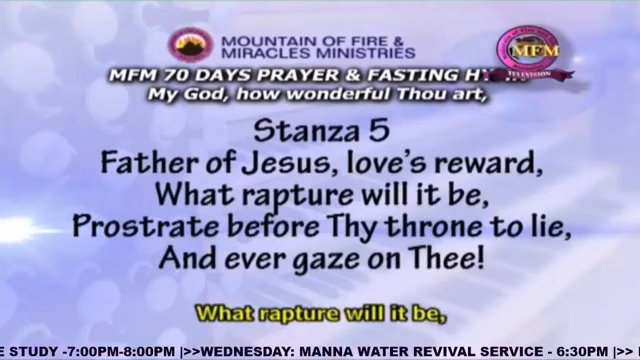 MOUNTAIN OF FIRE &
MIRACLES MINISTRIES
MFM
TELEVISION
MFM 70 DAYS PRAYER & FASTING
My God, how wonderful Thou art,
Stanza 5
Father of Jesus, love's reward,
What rapture will it be,
Prostrate before Thy throne to lie,
And ever gaze on Thee!
What rapture will it be,
E STUDY -7:00PM-8:00PM |>>WEDNESDAY: MANNA WATER REVIVAL SERVICE - 6:30PM |>>